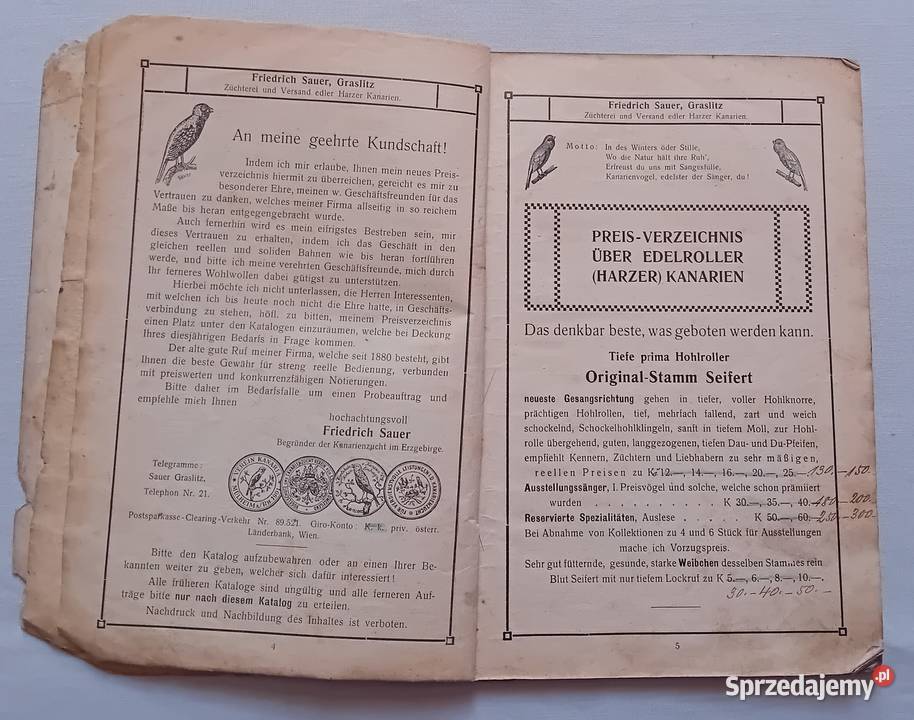 Friedrich Sauer, Graslitz
Züchterei und Versand edler Harzer Kanarien.
An meine geehrte Kundschaft!
Indem ich mir erlaube, Ihnen mein neues Preis-
verzeichnis hiermit zu überreichen, gereicht es mir zu
besonderer Ehre, meinen w. Geschäftsfreunden für das
Vertrauen zu danken, welches meiner Firma allseitig in so reichem
Maße bis heran entgegengebracht wurde.
Auch fernerhin wird es mein eifrigstes Bestreben sein, mir
dieses Vertrauen zu erhalten, indem ich das Geschäft in den
gleichen reellen und soliden Bahnen wie bis heran fortführen
werde, und bitte ich meine verehrten Geschäftsfreunde, mich durch
Ihr ferneres Wohlwollen dabei gütigst zu unterstützen.
Hierbei möchte ich nicht unterlassen, die Herren Interessenten,
mit welchen ich bis heute noch nicht die Ehre hatte, in Geschäfts-
verbindung zu stehen, höfl. zu bitten, meinem Preisverzeichnis
einen Platz unter den Katalogen einzuräumen, welche bei Deckung
Ihres diesjährigen Bedarfs in Frage kommen.
Der alte gute Ruf meiner Firma, welche seit 1880 besteht, gibt
Ihnen die beste Gewähr für streng reelle Bedienung, verbunden
mit preiswerten und konkurrenzfähigen Notierungen.
Bitte daher im Bedarfsfalle um einen Probeauftrag und
empfehle mich Ihnen
hochachtungsvoll
Friedrich Sauer
Begründer der Kanarienzucht im Erzgebirge.
Telegramme:
Sauer Graslitz.
Telephon Nr. 21.
Postsparkasse-Clearing-Verkehr Nr. 89.521. Giro-Konto: K. k. priv. österr.
Länderbank, Wien.
Bitte den Katalog aufzubewahren oder an einen Ihrer Be-
kannten weiter zu geben, welcher sich dafür interessiert!
Alle früheren Kataloge sind ungültig und alle ferneren Auf-
träge bitte nur nach diesem Katalog zu erteilen.
Nachdruck und Nachbildung des Inhaltes ist verboten.
4
Friedrich Sauer, Graslitz
Züchterei und Versand edler Harzer Kanarien.
Motto: In des Winters öder Stille,
Wo die Natur hält ihre Ruh',
Erfreust du uns mit Sangesfülle,
Kanarienvogel, edelster der Sänger, du!
PREIS-VERZEICHNIS
ÜBER EDELROLLER
(HARZER) KANARIEN
Das denkbar beste, was geboten werden kann.
Tiefe prima Hohlroller
Original-Stamm Seifert
neueste Gesangsrichtung gehen in tiefer, voller Hohlknorre,
prächtigen Hohlrollen, tief, mehrfach fallend, zart und weich
schockelnd, Schockelhohlklingeln, sanft in tiefem Moll, zur Hohl-
rolle übergehend, guten, langgezogenen, tiefen Dau- und Du-Pfeifen,
empfiehlt Kennern, Züchtern und Liebhabern zu sehr mäßigen,
reellen Preisen zu K 12.—, 14.—, 16.—, 20.—, 25.— 130.—150.
Ausstellungssänger, I. Preisvögel und solche, welche schon prämiiert
wurden . . . . . . . . . K 30.—, 35.—, 40.— 180.—200.—
Reservierte Spezialitäten, Auslese . . . . . K 50.—, 60.— 250.—300.—
Bei Abnahme von Kollektionen zu 4 und 6 Stück für Ausstellungen
mache ich Vorzugspreis.
Sehr gut fütternde, gesunde, starke Weibchen desselben Stammes rein
Blut Seifert mit nur tiefem Lockruf zu K 5.—, 6.—, 8.—, 10.—.
30.—40.—50.—
5
Sprzedajemy.pl